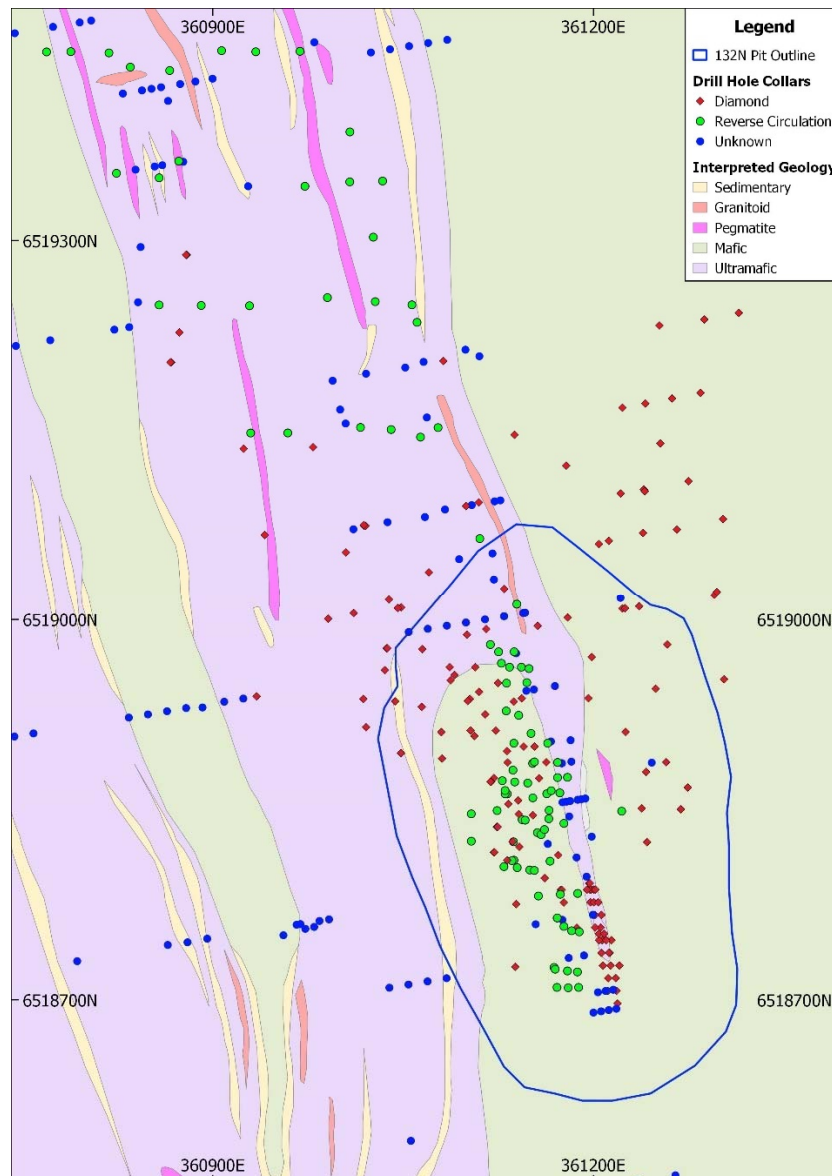 360900E
361200E
Legend
132N Pit Outline
Drill Hole Collars
Diamond
Reverse Circulation
Unknown
Interpreted Geology
Sedimentary
Granitoid
Pegmatite
Mafic
Ultramafic
6519300N
6519000N
6519000N
6518700N
6518700N
360900E
361200E